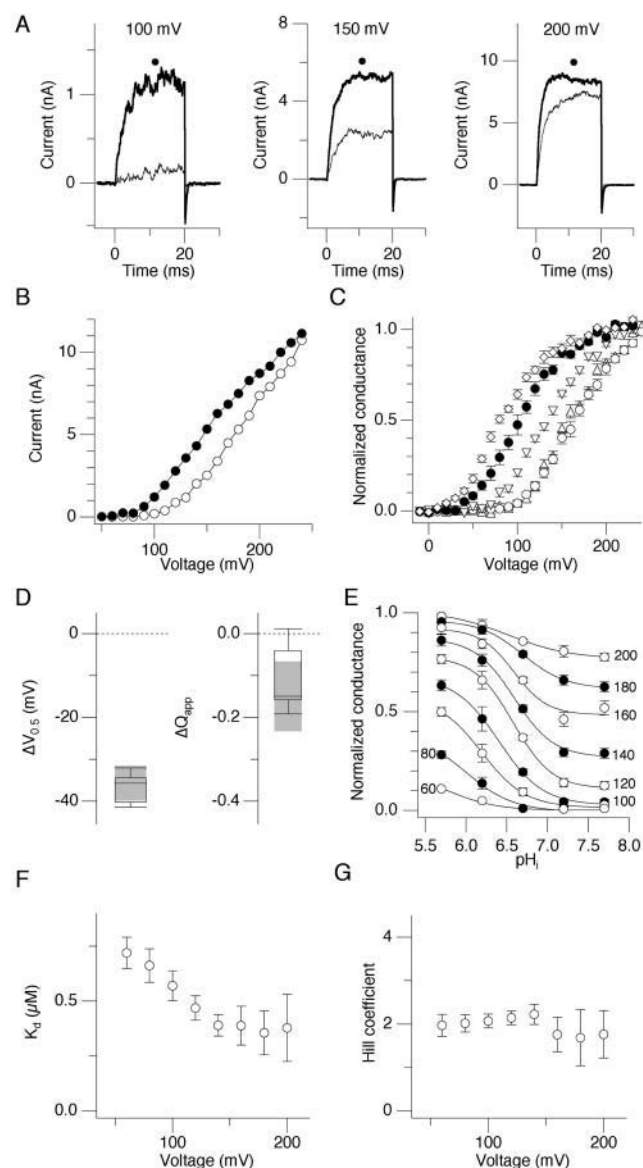 A
100 mV
150 mV
200 mV
Current (nA)
1
0
0
20
Time (ms)
Current (nA)
8
4
0
0
20
Time (ms)
Current (nA)
10
5
0
0
20
Time (ms)
B
Current (nA)
10
5
0
100
200
Voltage (mV)
C
Normalized conductance
1.0
0.5
0.0
0
100
200
Voltage (mV)
D
ΔV0.5 (mV)
0
-20
-40
ΔQapp
0.0
-0.2
-0.4
E
Normalized conductance
1.0
0.5
0.0
80
60
200
180
160
140
120
100
5.5
6.0
6.5
7.0
7.5
8.0
pHi
F
Kd (µM)
0.5
0.0
100
200
Voltage (mV)
G
Hill coefficient
4
2
0
100
200
Voltage (mV)